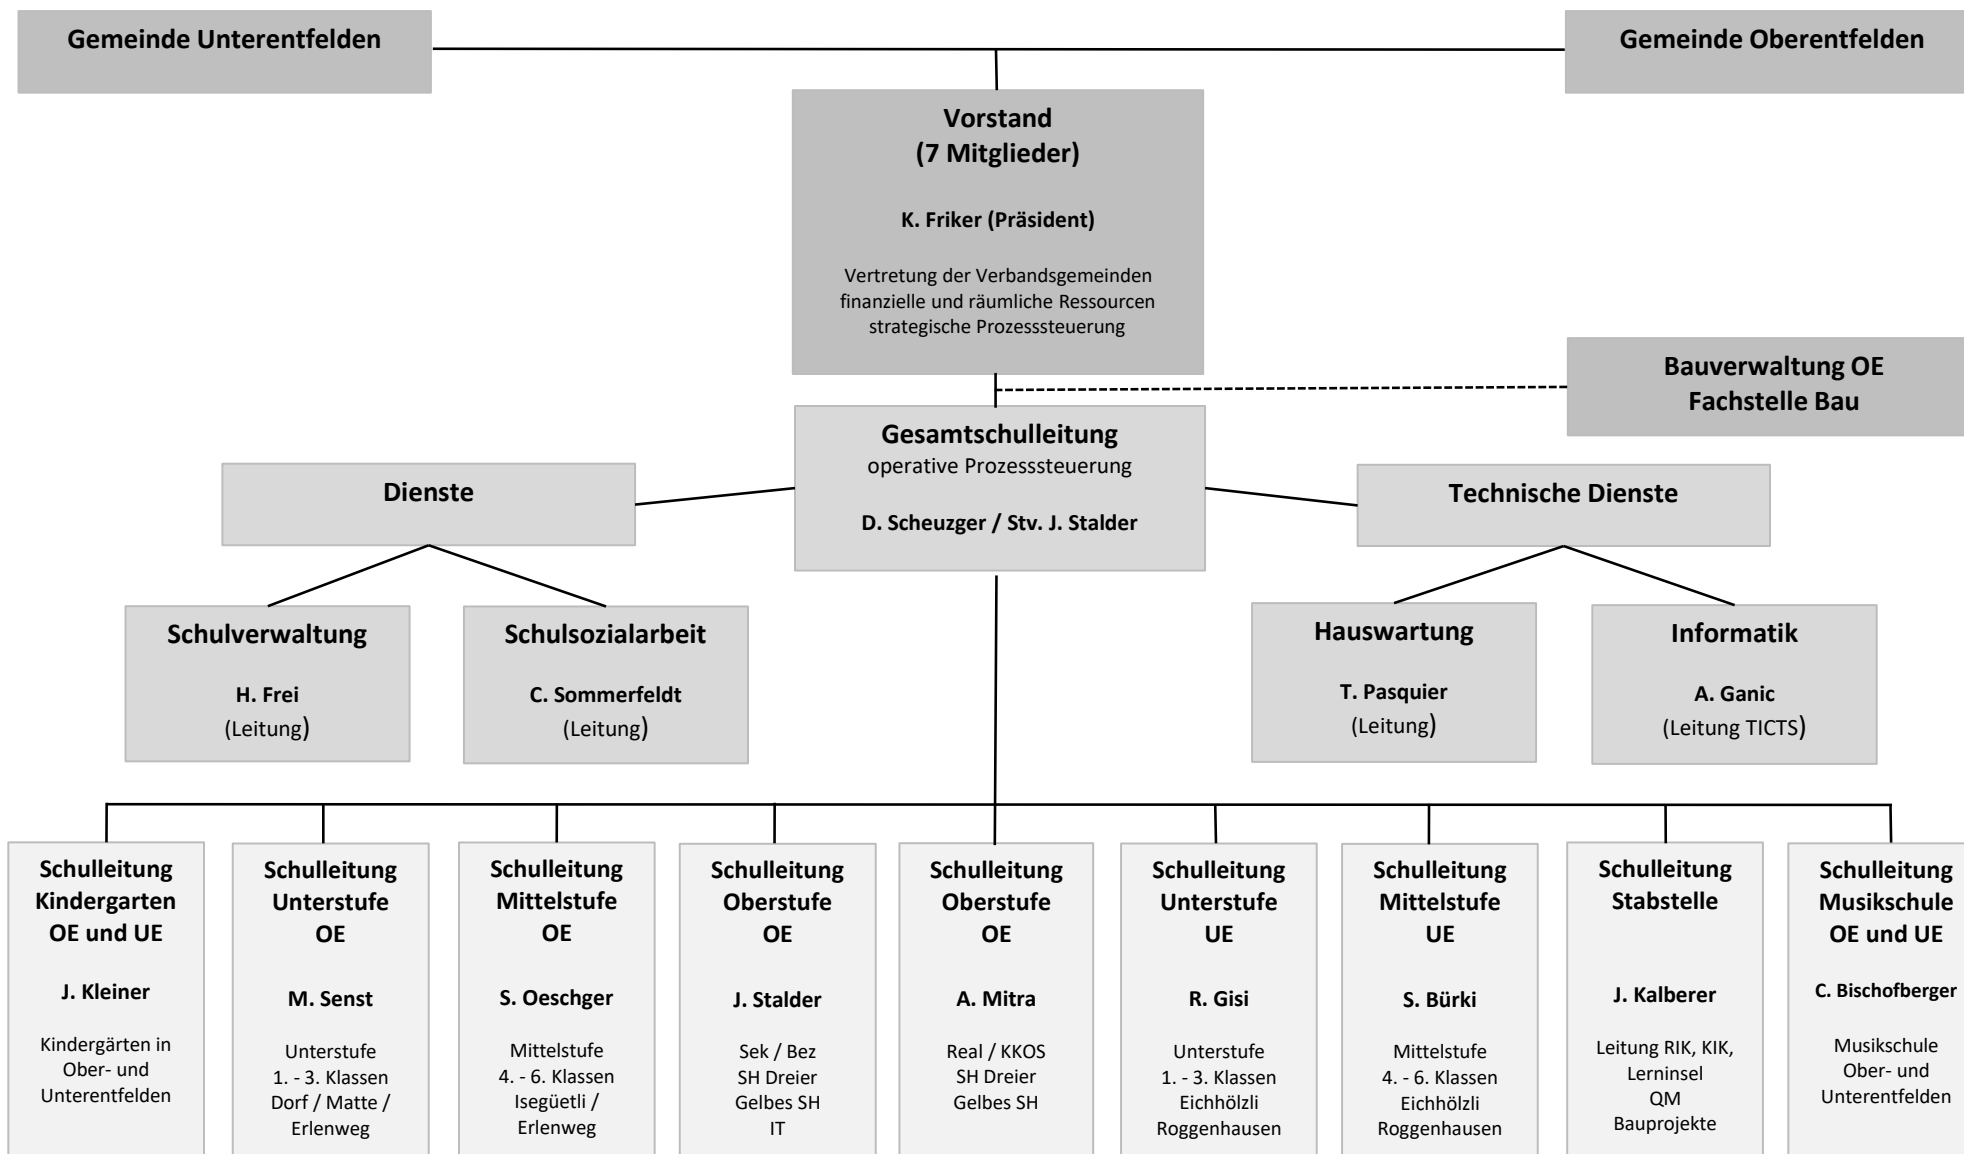 Gemeinde Unterentfelden
Gemeinde Oberentfelden
Vorstand
(7 Mitglieder)
K. Friker (Präsident)
Vertretung der Verbandsgemeinden
finanzielle und räumliche Ressourcen
strategische Prozesssteuerung
Bauverwaltung OE
Fachstelle Bau
Gesamtschulleitung
operative Prozesssteuerung
D. Scheuzger / Stv. J. Stalder
Dienste
Technische Dienste
Schulverwaltung
H. Frei
(Leitung)
Schulsozialarbeit
C. Sommerfeldt
(Leitung)
Hauswartung
T. Pasquier
(Leitung)
Informatik
A. Ganic
(Leitung TICTS)
Schulleitung
Kindergarten
OE und UE
J. Kleiner
Kindergärten in
Ober- und
Unterentfelden
Schulleitung
Unterstufe
OE
M. Senst
Unterstufe
1. - 3. Klassen
Dorf / Matte /
Erlenweg
Schulleitung
Mittelstufe
OE
S. Oeschger
Mittelstufe
4. - 6. Klassen
Isegüetli /
Erlenweg
Schulleitung
Oberstufe
OE
J. Stalder
Sek / Bez
SH Dreier
Gelbes SH
IT
Schulleitung
Oberstufe
OE
A. Mitra
Real / KKOS
SH Dreier
Gelbes SH
Schulleitung
Unterstufe
UE
R. Gisi
Unterstufe
1. - 3. Klassen
Eichhölzli
Roggenhausen
Schulleitung
Mittelstufe
UE
S. Bürki
Mittelstufe
4. - 6. Klassen
Eichhölzli
Roggenhausen
Schulleitung
Stabstelle
J. Kalberer
Leitung RIK, KIK,
Lerninsel
QM
Bauprojekte
Schulleitung
Musikschule
OE und UE
C. Bischofberger
Musikschule
Ober- und
Unterentfelden